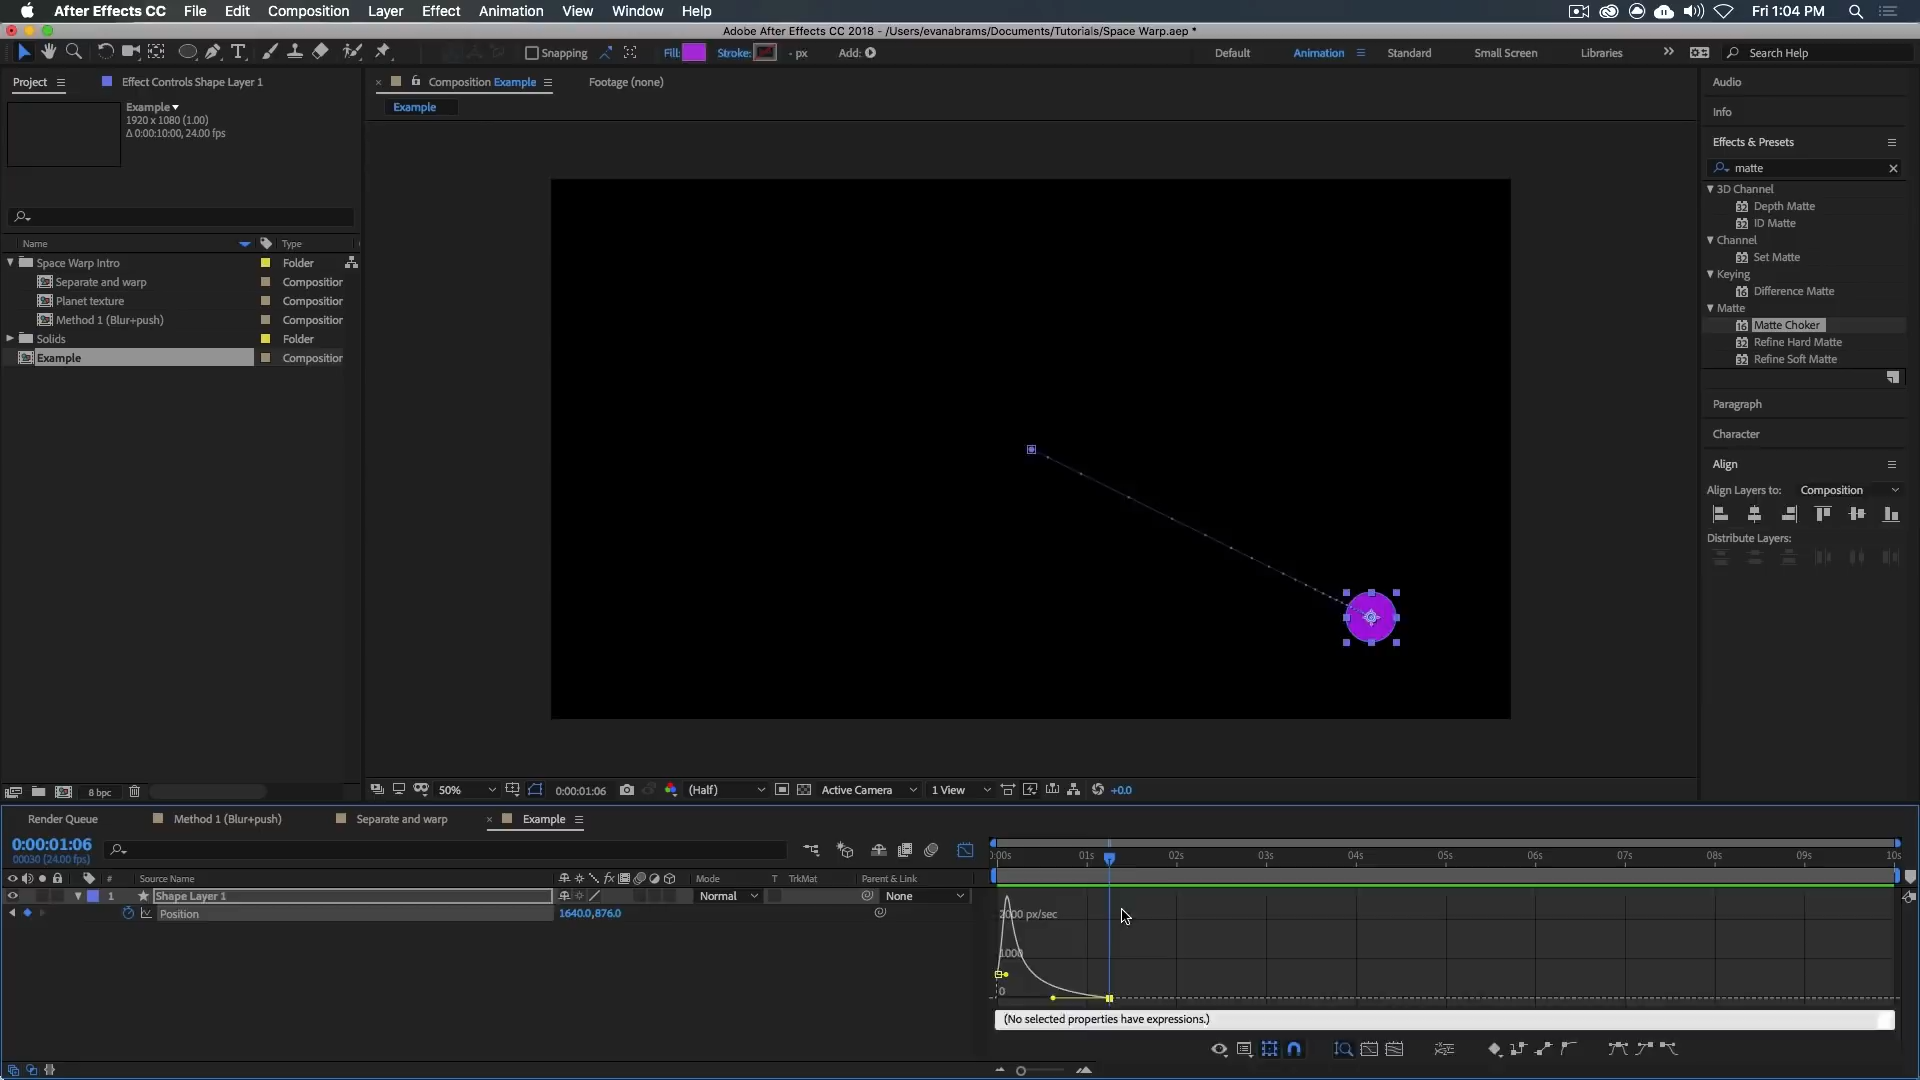 After Effects CC File Edit Composition Layer Effect Animation View Window Help Fri 1:04 PM
Adobe After Effects CC 2018 - /Users/evanabrams/Documents/Tutorials/Space Warp.aep *
Snapping Fill: Stroke: - px Add: Default Animation Standard Small Screen Libraries Search Help
Project Effect Controls Shape Layer 1 Composition Example Footage (none) Audio
Example Example
1920 x 1080 (1.00)
Δ 0:00:10:00, 24.00 fps
Info
Effects & Presets
matte
3D Channel
Depth Matte
ID Matte
Channel
Set Matte
Keying
Difference Matte
Matte
Matte Choker
Refine Hard Matte
Refine Soft Matte
Paragraph
Character
Align
Align Layers to: Composition
Distribute Layers:
Name Type
Space Warp Intro Folder
Separate and warp Composition
Planet texture Composition
Method 1 (Blur+push) Composition
Solids Folder
Example Composition
8 bpc 50% 0:00:01:06 (Half) Active Camera 1 View +0.0
Render Queue Method 1 (Blur+push) Separate and warp Example
0:00:01:06
00030 (24.00 fps)
0:00s 01s 02s 03s 04s 05s 06s 07s 08s 09s 10s
# Source Name Mode T TrkMat Parent & Link
1 Shape Layer 1 Normal None
Position 1640.0,876.0
2000 px/sec
1000
0
(No selected properties have expressions.)